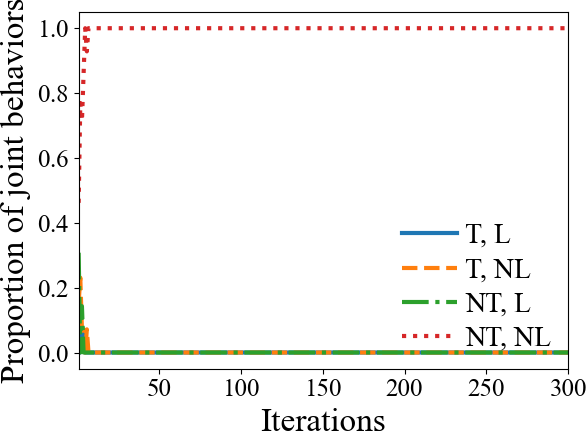 Proportion of joint behaviors
1.0
0.8
0.6
0.4
0.2
0.0
T, L
T, NL
NT, L
NT, NL
50 100 150 200 250 300
Iterations